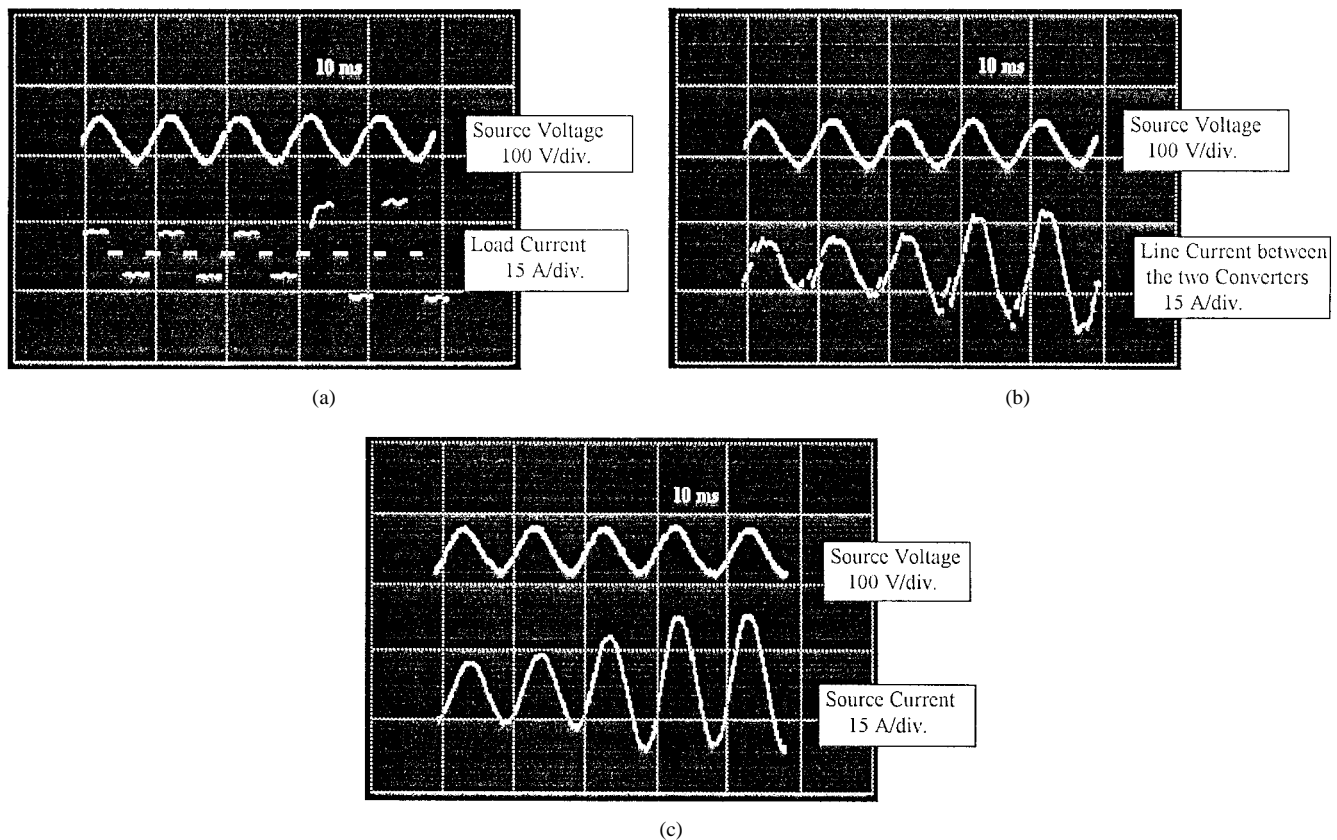 10 ms
Source Voltage
100 V/div.
Load Current
15 A/div.
(a)
10 ms
Source Voltage
100 V/div.
Line Current between
the two Converters
15 A/div.
(b)
10 ms
Source Voltage
100 V/div.
Source Current
15 A/div.
(c)